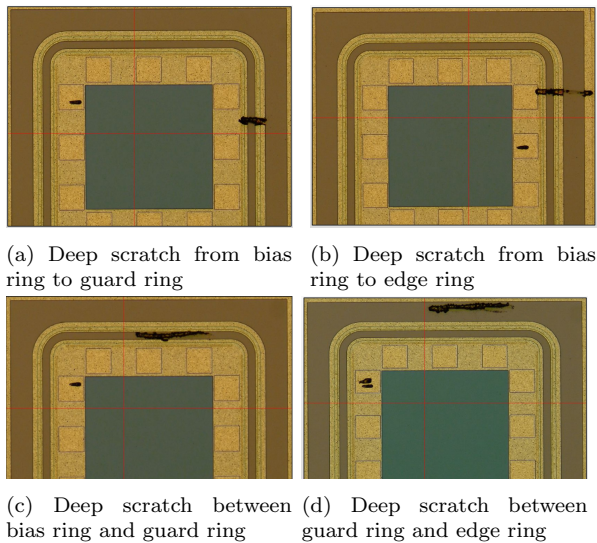 (a) Deep scratch from bias
ring to guard ring
(b) Deep scratch from bias
ring to edge ring
(c) Deep scratch between
bias ring and guard ring
(d) Deep scratch between
guard ring and edge ring